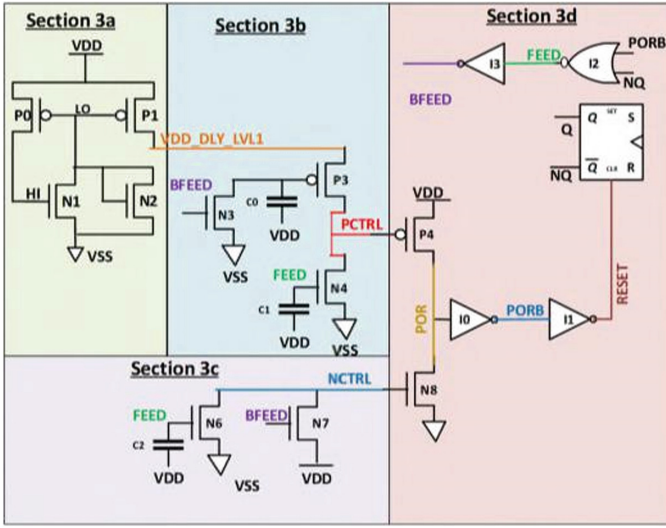 Section 3a
VDD
P0
LO
P1
HI
N1
N2
VSS
Section 3b
VDD_DLY_LVL1
BFEED
P3
N3
C0
VDD
VSS
PCTRL
FEED
N4
C1
VDD
VSS
Section 3c
NCTRL
FEED
N6
BFEED
N7
C2
VDD
VSS
VDD
Section 3d
PORB
I3
FEED
I2
NQ
BFEED
Q
Q SET S
NQ
Q CLR R
VDD
P4
POR
I0
PORB
I1
RESET
N8